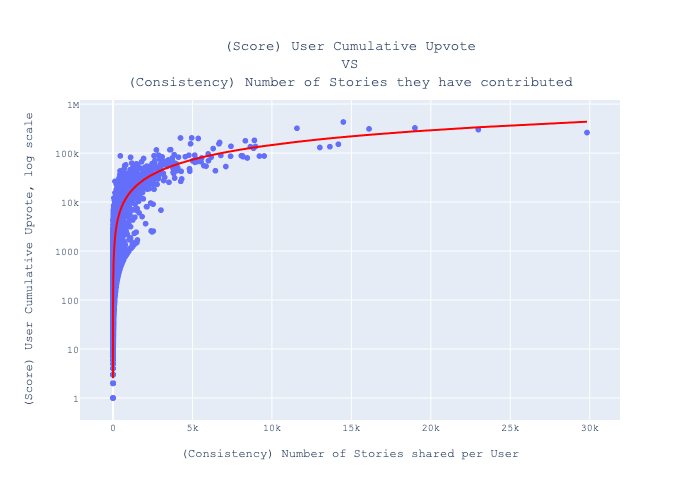 (Score) User Cumulative Upvote
VS
(Consistency) Number of Stories they have contributed
(Score) User Cumulative Upvote, log scale
1M
100k
10k
1000
100
10
1
0 5k 10k 15k 20k 25k 30k
(Consistency) Number of Stories shared per User